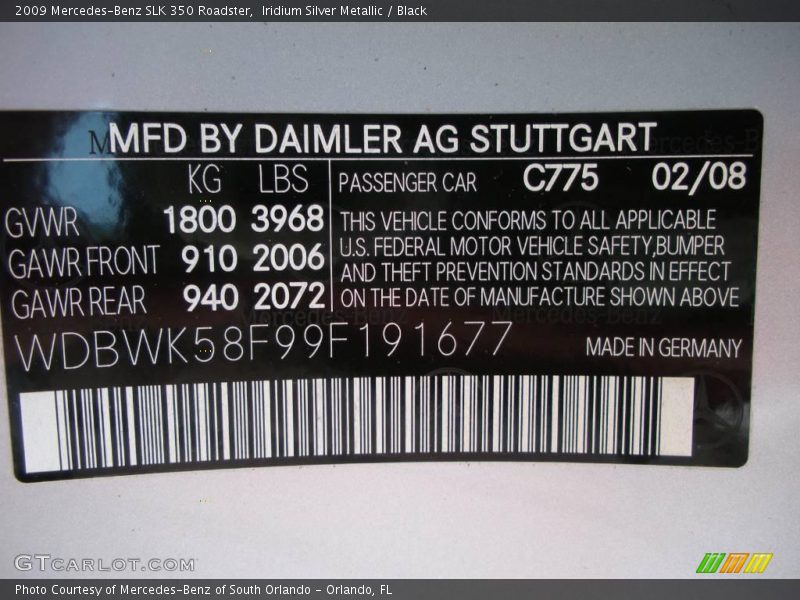 2009 Mercedes-Benz SLK 350 Roadster,  Iridium Silver Metallic / Black
MFD BY DAIMLER AG STUTTGART
KG LBS
GVWR 1800 3968
GAWR FRONT 910 2006
GAWR REAR 940 2072
PASSENGER CAR C775 02/08
THIS VEHICLE CONFORMS TO ALL APPLICABLE
U.S. FEDERAL MOTOR VEHICLE SAFETY,BUMPER
AND THEFT PREVENTION STANDARDS IN EFFECT
ON THE DATE OF MANUFACTURE SHOWN ABOVE
WDBWK58F99F191677
MADE IN GERMANY
GTCARLOT.COM
Photo Courtesy of Mercedes-Benz of South Orlando - Orlando, FL